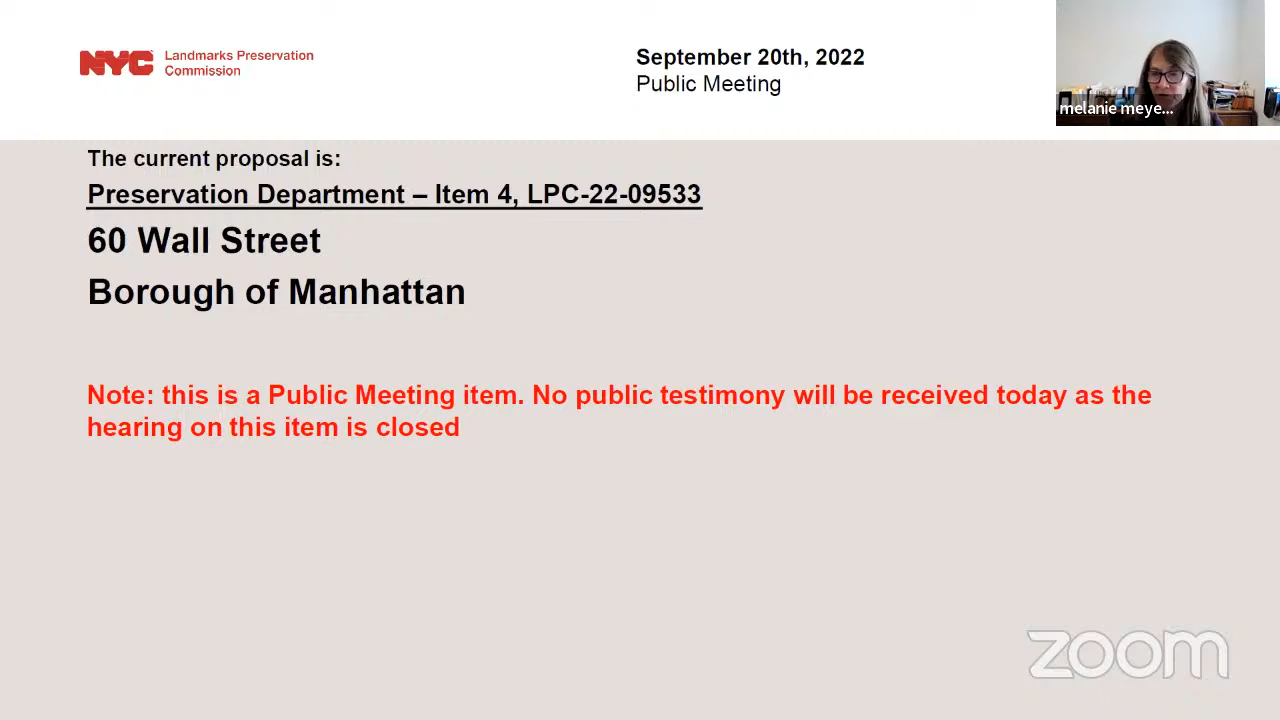 NYC Landmarks Preservation
Commission
September 20th, 2022
Public Meeting
melanie meye...
The current proposal is:
Preservation Department – Item 4, LPC-22-09533
60 Wall Street
Borough of Manhattan
Note: this is a Public Meeting item. No public testimony will be received today as the
hearing on this item is closed
zoom